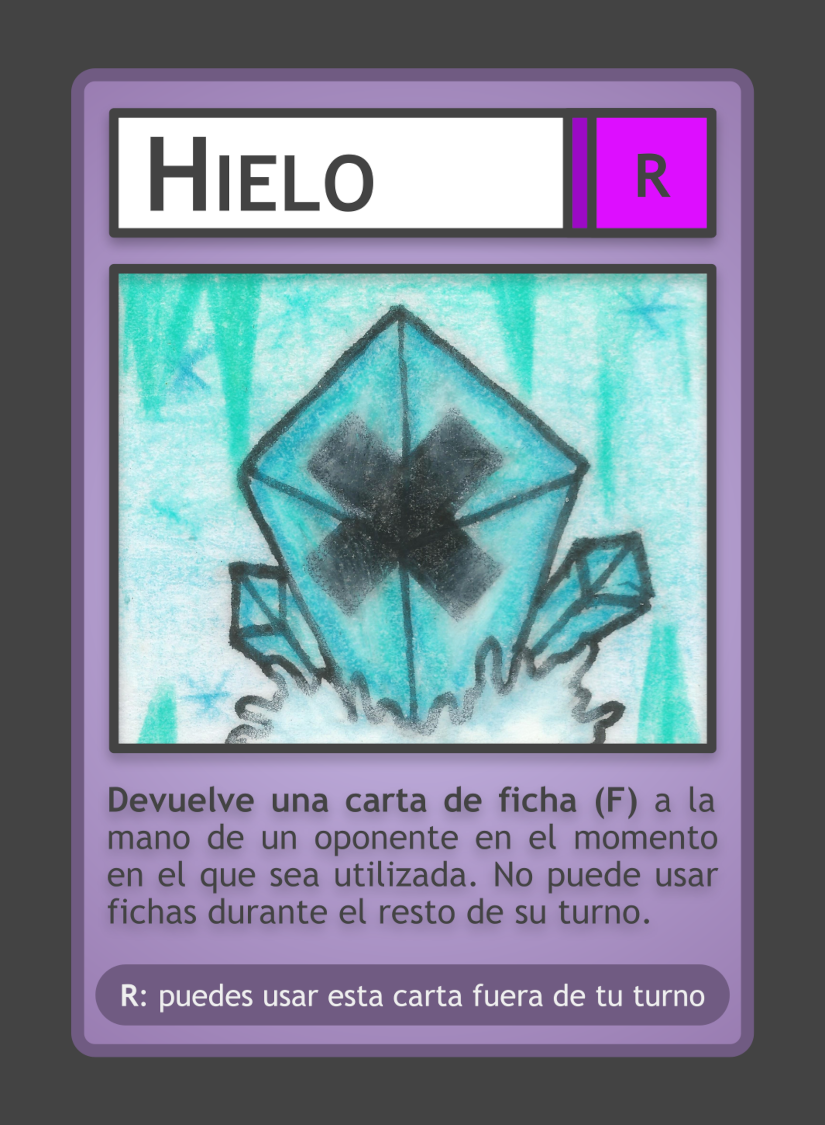 Hielo
R
Devuelve una carta de ficha (F) a la
mano de un oponente en el momento
en el que sea utilizada. No puede usar
fichas durante el resto de su turno.
R: puedes usar esta carta fuera de tu turno